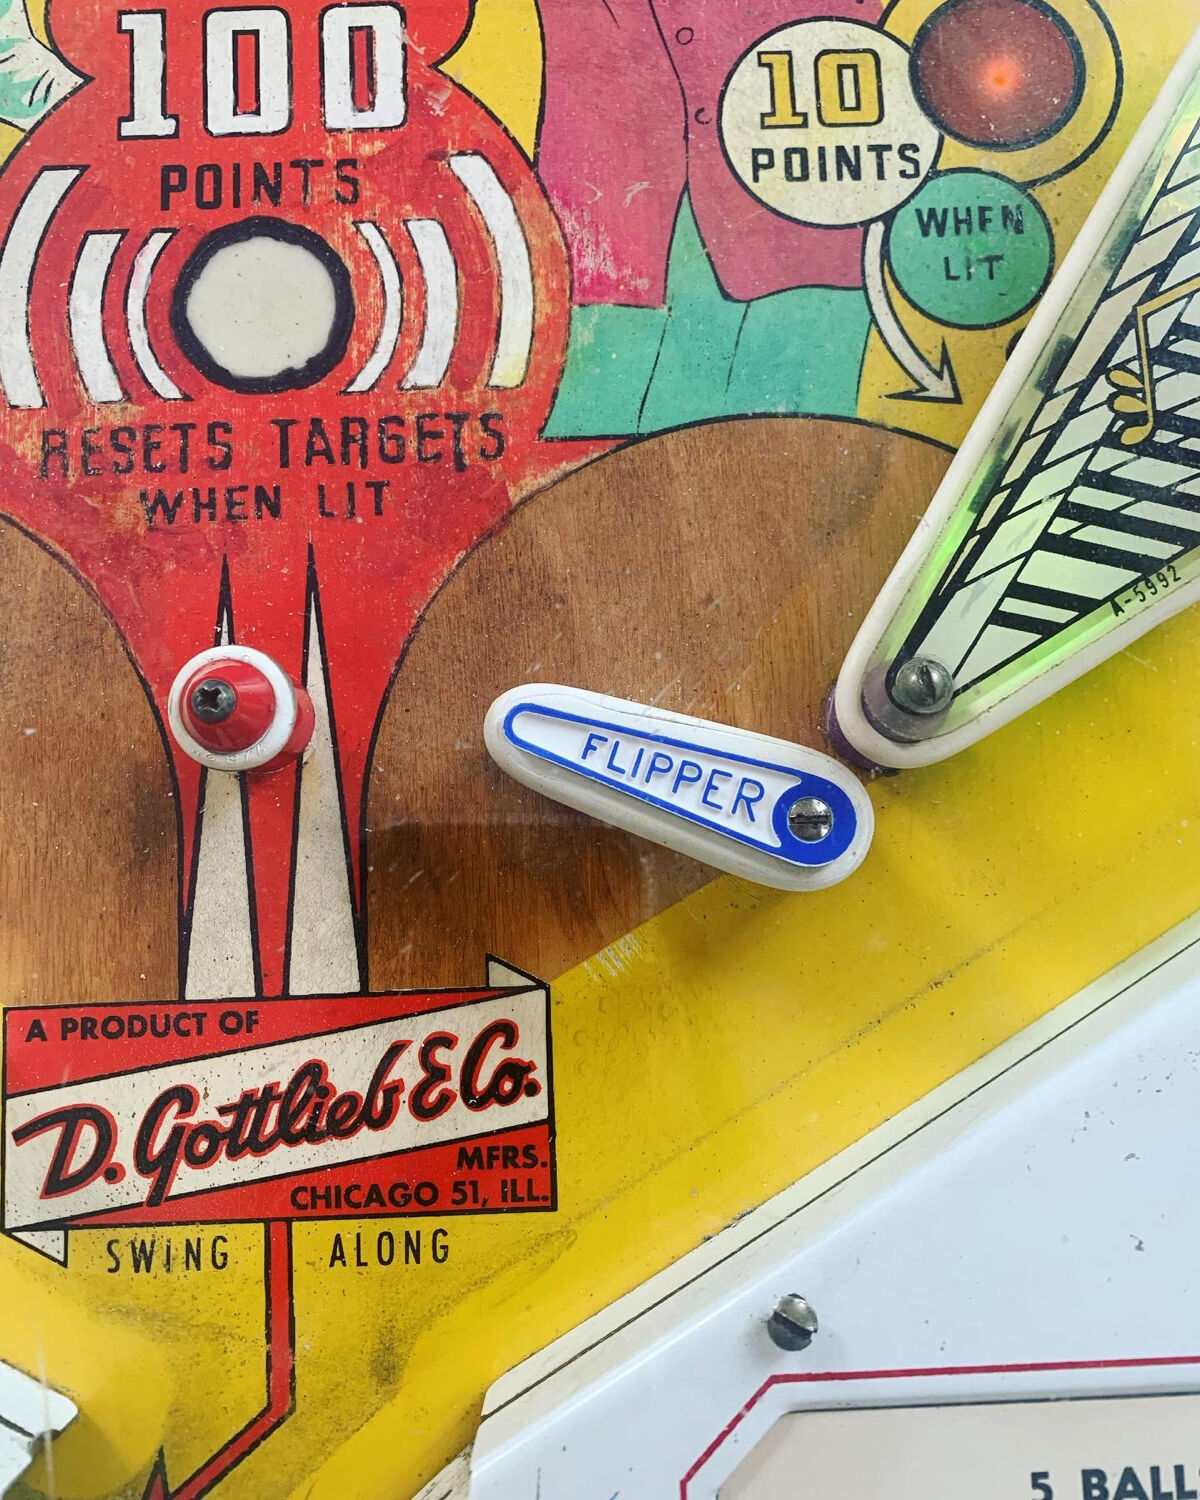 100
POINTS
RESETS TARGETS
WHEN LIT
10
POINTS
WHEN
LIT
A-5992
FLIPPER
A PRODUCT OF
D. Gottlieb & Co.
MFRS.
CHICAGO 51, ILL.
SWING ALONG
5 BALL